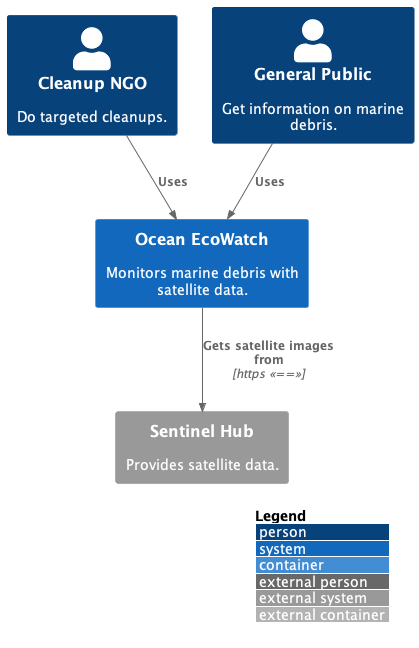 Cleanup NGO
Do targeted cleanups.
General Public
Get information on marine
debris.
Uses
Uses
Ocean EcoWatch
Monitors marine debris with
satellite data.
Gets satellite images
from
[https «==»]
Sentinel Hub
Provides satellite data.
Legend
person
system
container
external person
external system
external container